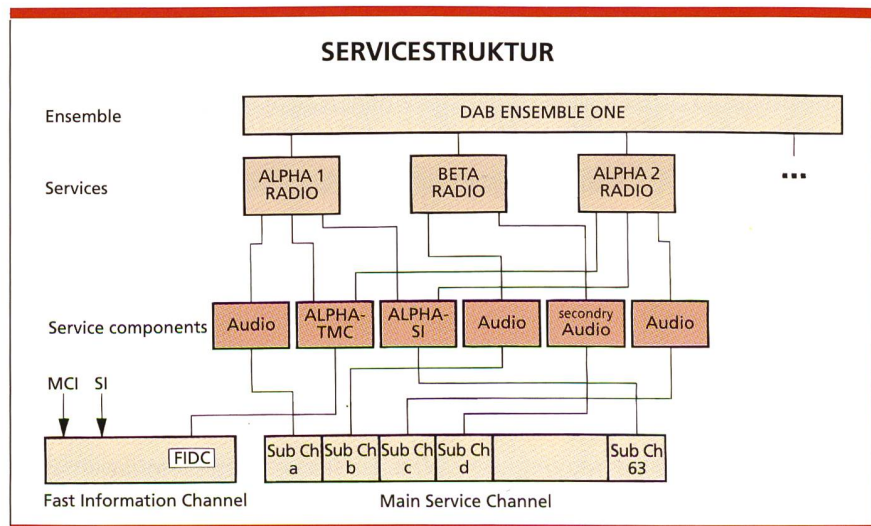 SERVICESTRUKTUR
Ensemble
DAB ENSEMBLE ONE
Services
ALPHA 1
RADIO
BETA
RADIO
ALPHA 2
RADIO
...
Service components
Audio
ALPHA-
TMC
ALPHA-
SI
Audio
secondry
Audio
Audio
MCI SI
FIDC
Sub Ch
a
Sub Ch
b
Sub Ch
c
Sub Ch
d
Sub Ch
63
Fast Information Channel
Main Service Channel